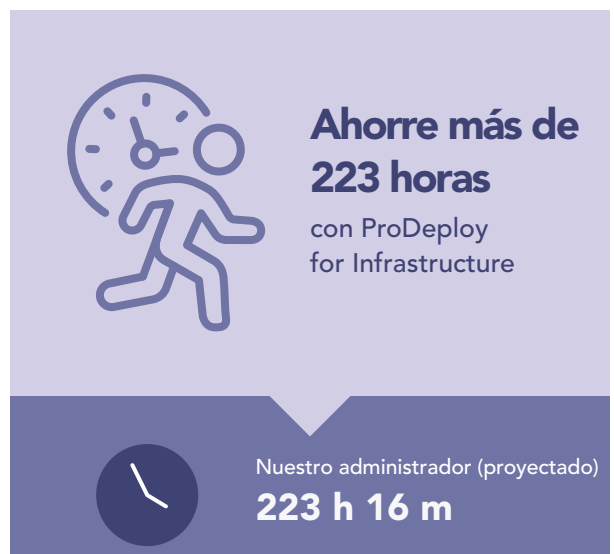 Ahorre más de
223 horas
con ProDeploy
for Infrastructure
Nuestro administrador (proyectado)
223 h 16 m